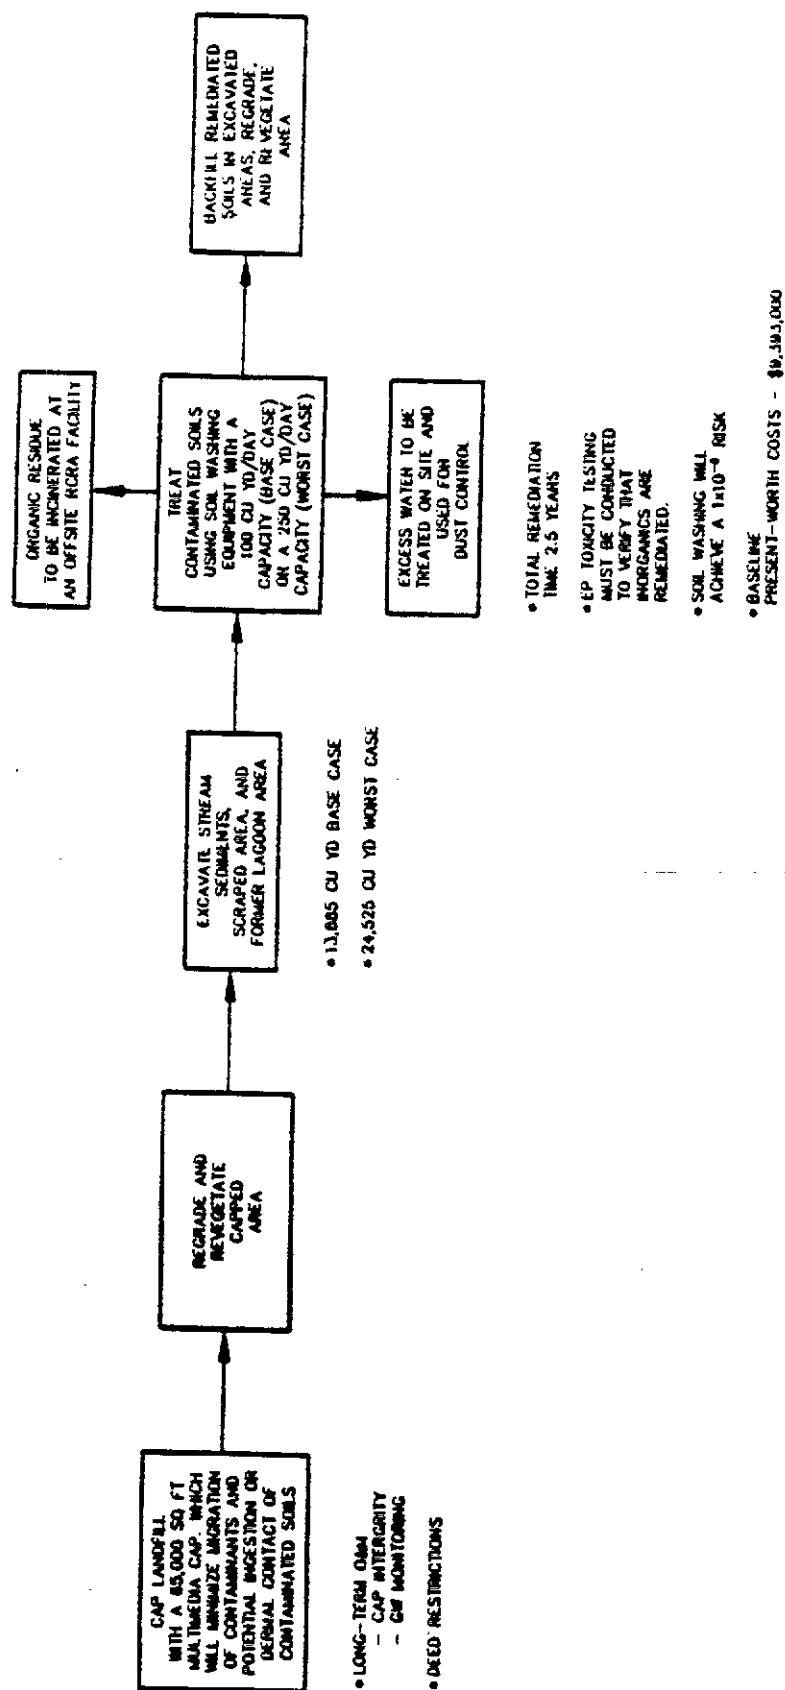 CAP LANDFILL
WITH A 65,000 SQ FT
MULTIMEDIA CAP, WHICH
WILL MINIMIZE MIGRATION
OF CONTAMINANTS AND
POTENTIAL INGESTION OR
DERMAL CONTACT OF
CONTAMINATED SOILS
• LONG-TERM O&M
- CAP INTERGRITY
- GW MONITORING
• DEED RESTRICTIONS
REGRADE AND
REVEGETATE
CAPPED
AREA
EXCAVATE STREAM
SEDIMENTS,
SCRAPED AREA, AND
FORMER LAGOON AREA
• 13,885 CU YD BASE CASE
• 24,525 CU YD WORST CASE
ORGANIC RESIDUE
TO BE INCINERATED AT
AN OFFSITE RCRA FACILITY
TREAT
CONTAMINATED SOILS
USING SOIL WASHING
EQUIPMENT WITH A
100 CU YD/DAY
CAPACITY (BASE CASE)
OR A 250 CU YD/DAY
CAPACITY (WORST CASE)
EXCESS WATER TO BE
TREATED ON SITE AND
USED FOR
DUST CONTROL
• TOTAL REMEDIATION
TIME 2.5 YEARS
• EP TOXICITY TESTING
MUST BE CONDUCTED
TO VERIFY THAT
INORGANICS ARE
REMEDIATED.
• SOIL WASHING WILL
ACHIEVE A RISK
• BASELINE
PRESENT-WORTH COSTS -
BACKFILL REMEDIATED
SOILS IN EXCAVATED
AREAS, REGRADE,
AND REVEGETATE
AREA